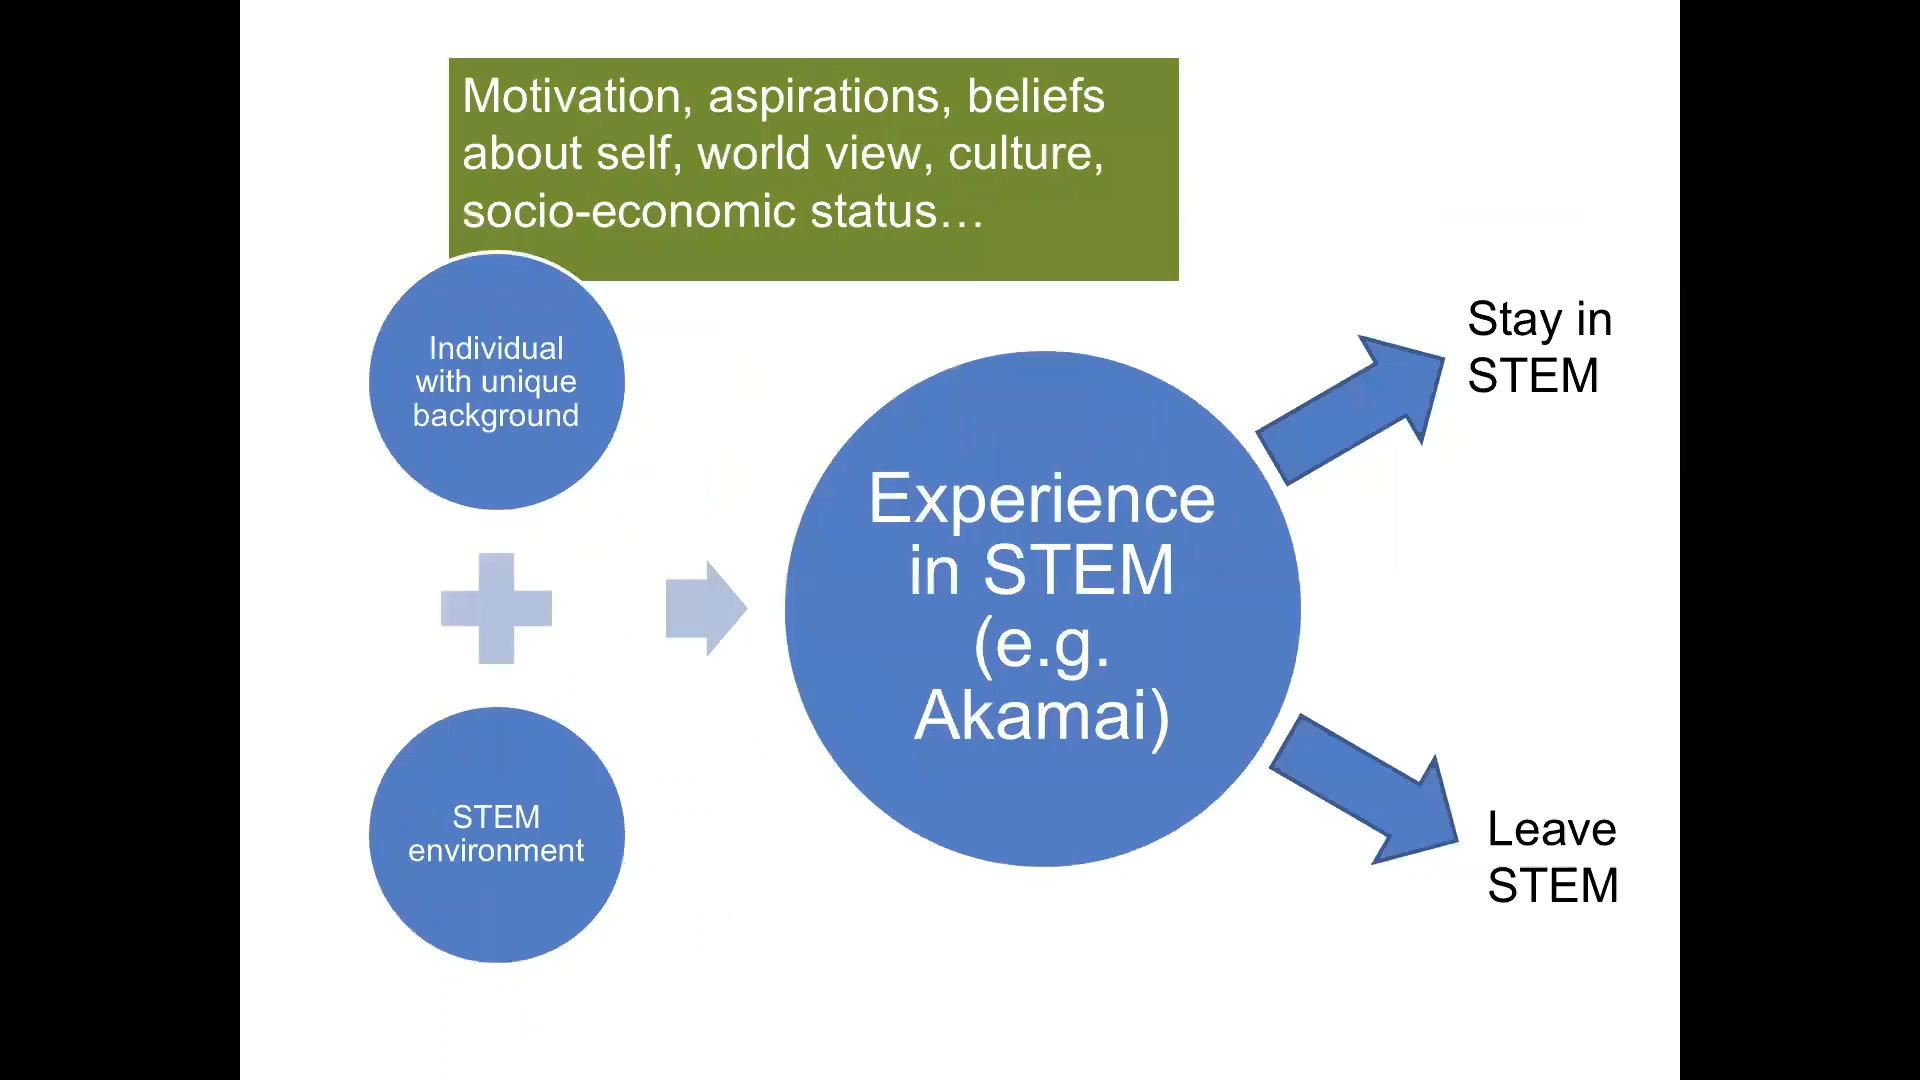 Motivation, aspirations, beliefs
about self, world view, culture,
socio-economic status…
Individual
with unique
background
STEM
environment
Experience
in STEM
(e.g.
Akamai)
Stay in
STEM
Leave
STEM